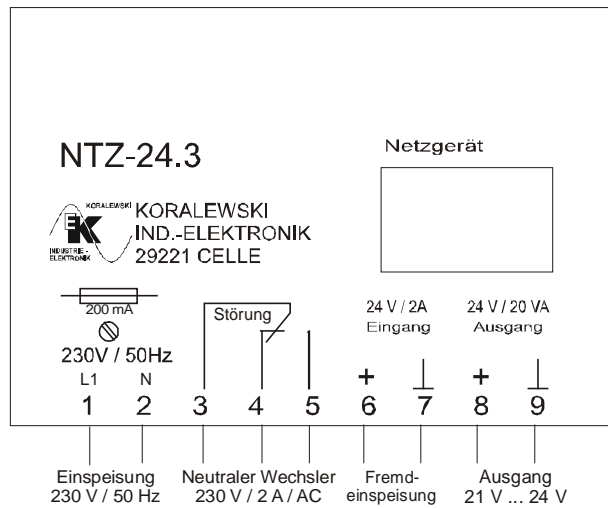 NTZ-24.3
Netzgerät
KORALEWSKI
EK
INDUSTRIE -
ELEKTRONIK
KORALEWSKI
IND.-ELEKTRONIK
29221 CELLE
200 mA
230V / 50Hz
L1 N
Störung
24 V / 2A
Eingang
24 V / 20 VA
Ausgang
+ +
1 2 3 4 5 6 7 8 9
Einspeisung
230 V / 50 Hz
Neutraler Wechsler
230 V / 2 A / AC
Fremd-
einspeisung
Ausgang
21 V ... 24 V